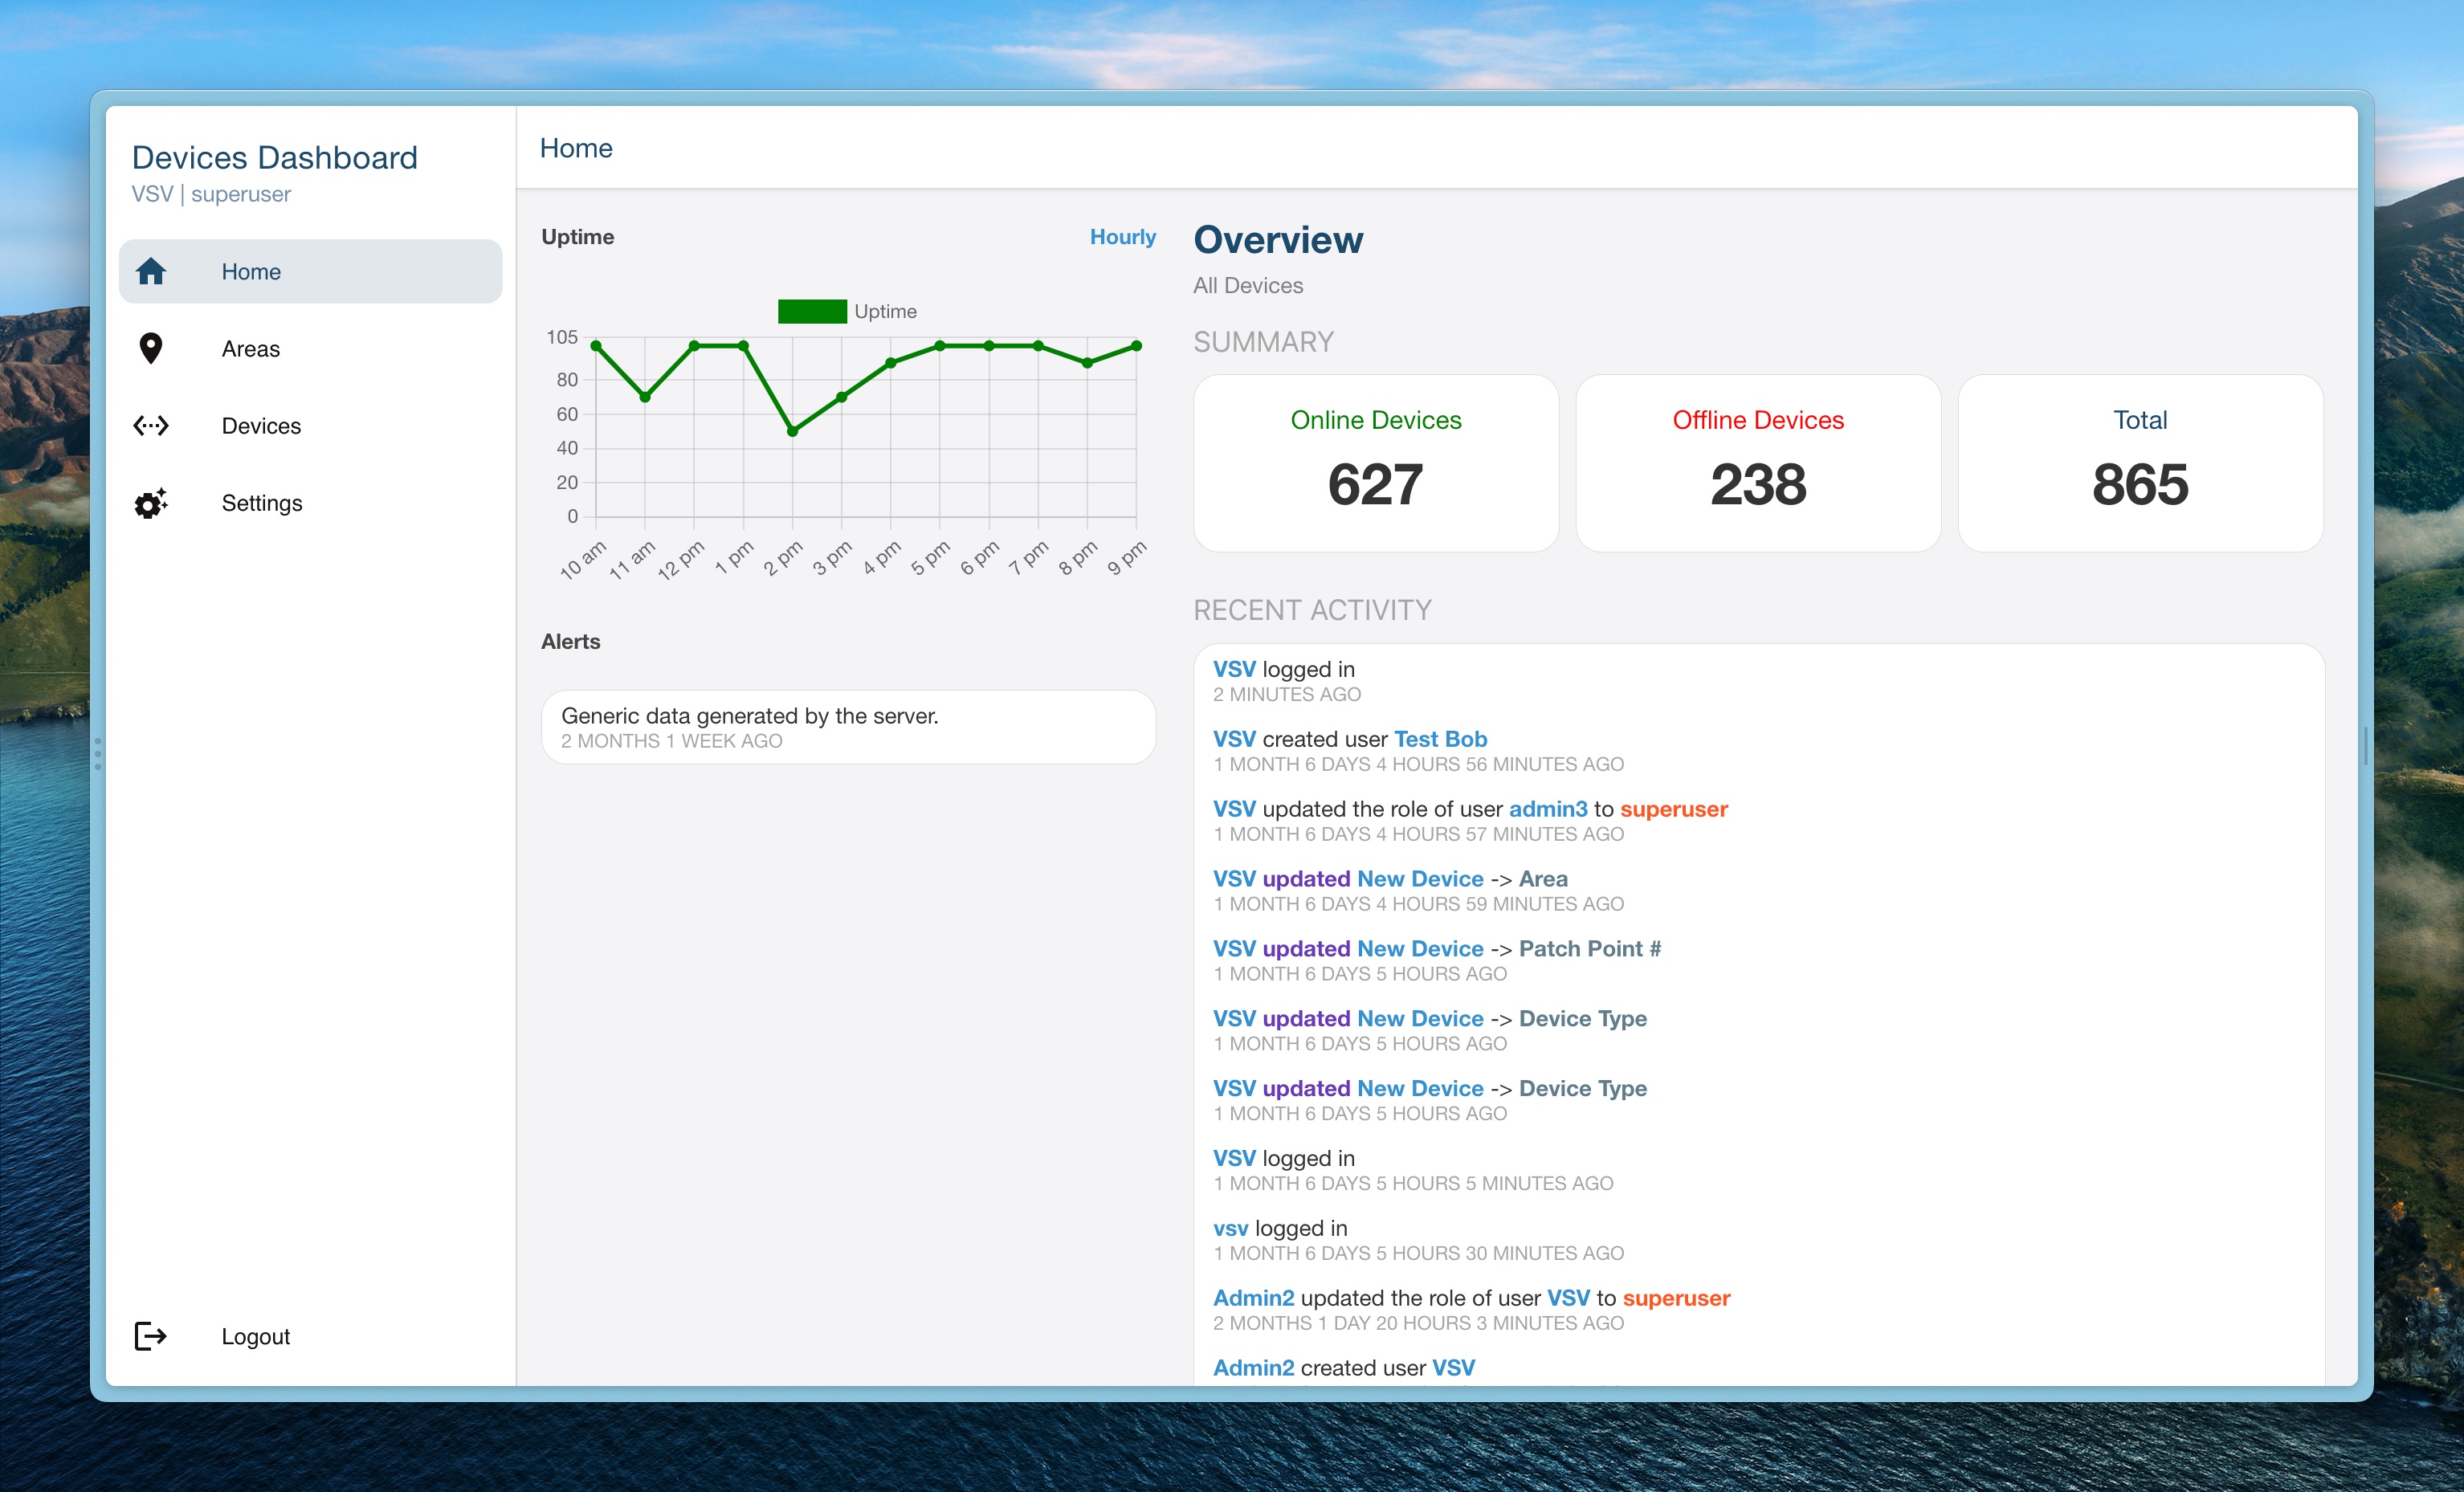 Devices Dashboard
VSV | superuser
Home
Areas
Devices
Settings
Logout
Home
Uptime
Hourly
Uptime
105
80
60
40
20
0
10 am
11 am
12 pm
1 pm
2 pm
3 pm
4 pm
5 pm
6 pm
7 pm
8 pm
9 pm
Alerts
Generic data generated by the server.
2 MONTHS 1 WEEK AGO
Overview
All Devices
SUMMARY
Online Devices
627
Offline Devices
238
Total
865
RECENT ACTIVITY
VSV logged in
2 MINUTES AGO
VSV created user Test Bob
1 MONTH 6 DAYS 4 HOURS 56 MINUTES AGO
VSV updated the role of user admin3 to superuser
1 MONTH 6 DAYS 4 HOURS 57 MINUTES AGO
VSV updated New Device -> Area
1 MONTH 6 DAYS 4 HOURS 59 MINUTES AGO
VSV updated New Device -> Patch Point #
1 MONTH 6 DAYS 5 HOURS AGO
VSV updated New Device -> Device Type
1 MONTH 6 DAYS 5 HOURS AGO
VSV updated New Device -> Device Type
1 MONTH 6 DAYS 5 HOURS AGO
VSV logged in
1 MONTH 6 DAYS 5 HOURS 5 MINUTES AGO
vsv logged in
1 MONTH 6 DAYS 5 HOURS 30 MINUTES AGO
Admin2 updated the role of user VSV to superuser
2 MONTHS 1 DAY 20 HOURS 3 MINUTES AGO
Admin2 created user VSV